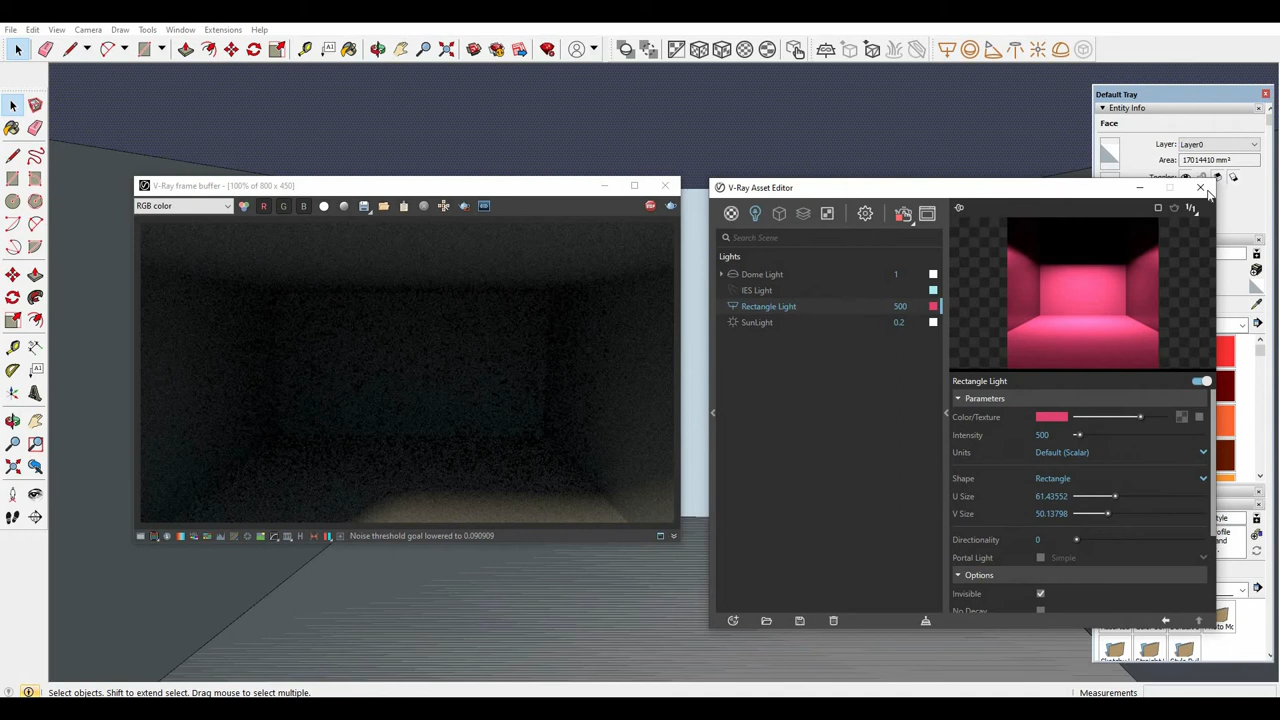 File Edit View Camera Draw Tools Window Extensions Help
Default Tray
Entity Info
Face
Layer: Layer0
Area: 17014410 mm²
V-Ray frame buffer - [100% of 800 x 450]
RGB color
R G B
Noise threshold goal lowered to 0.090909
V-Ray Asset Editor
Search Scene
Lights
Dome Light 1
IES Light
Rectangle Light 500
SunLight 0.2
1/1
Rectangle Light
Parameters
Color/Texture
Intensity 500
Units Default (Scalar)
Shape Rectangle
U Size 61.43552
V Size 50.13798
Directionality 0
Portal Light Simple
Options
Invisible
No Decay
Select objects. Shift to extend select. Drag mouse to select multiple.
Measurements